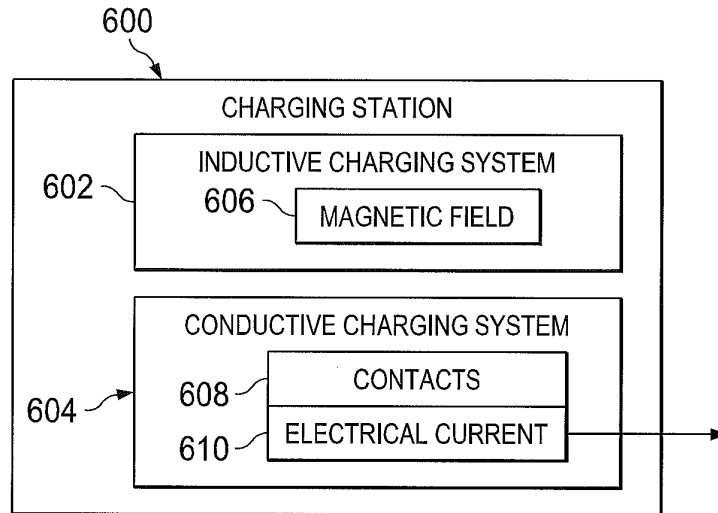 600
CHARGING STATION
INDUCTIVE CHARGING SYSTEM
602
606
MAGNETIC FIELD
CONDUCTIVE CHARGING SYSTEM
604
608
CONTACTS
610
ELECTRICAL CURRENT